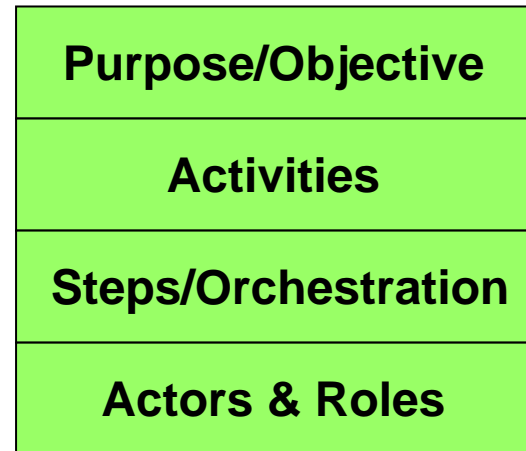 Purpose/Objective
Activities
Steps/Orchestration
Actors & Roles